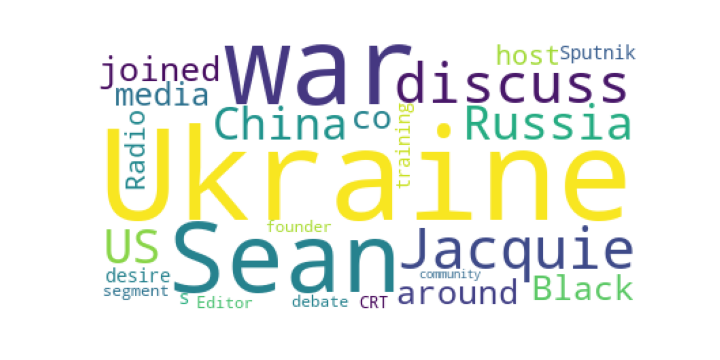 war
host
Sputnik
joined
discuss
media
China
co
Russia
Radio
training
Ukraine
founder
US
Sean
Jacquie
desire
community
segment
s
Editor
debate
CRT
around
Black